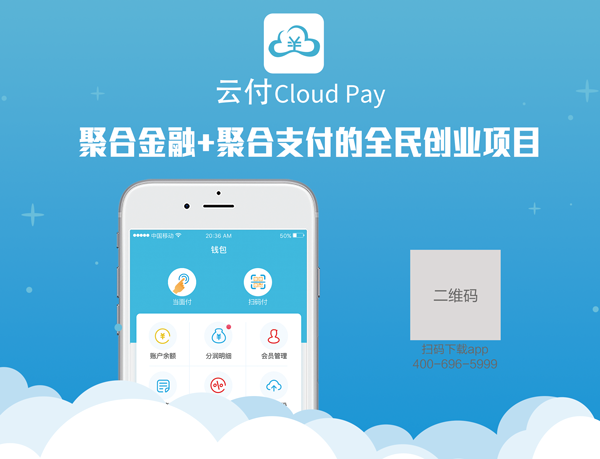 云付Cloud Pay
聚合金融+聚合支付的全民创业项目
中国移动
20:36 AM
50%
钱包
当面付
扫码付
账户余额
分润明细
会员管理
二维码
扫码下载app
400-696-5999